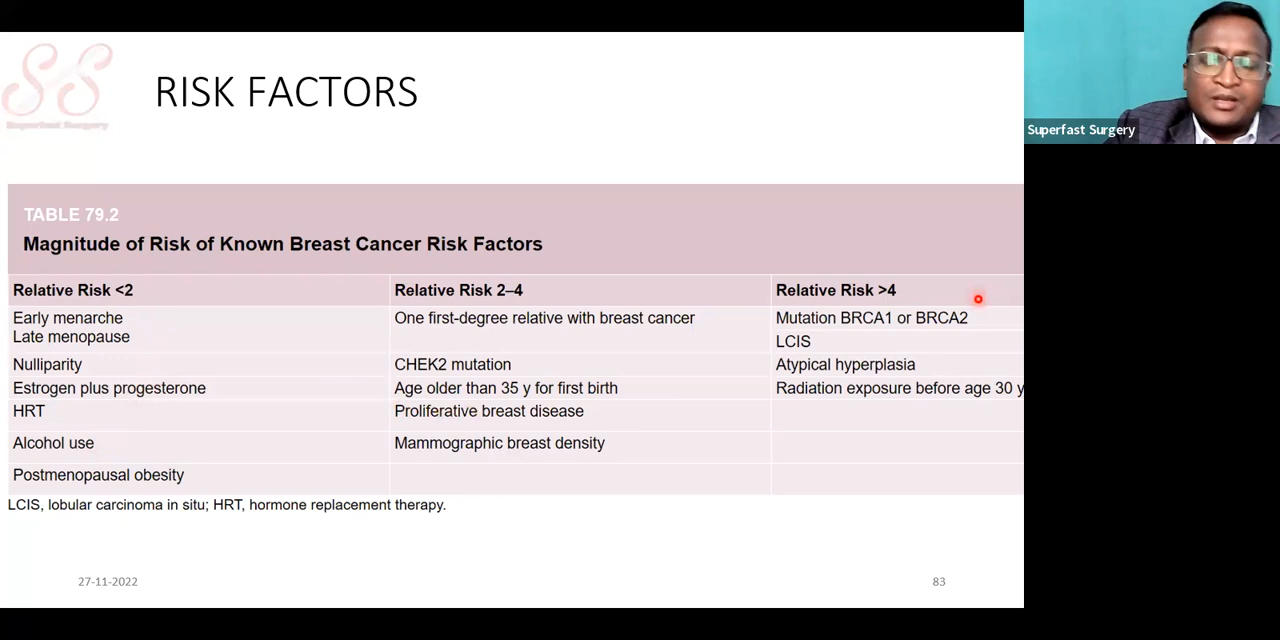 Superfast Surgery
RISK FACTORS
TABLE 79.2
Magnitude of Risk of Known Breast Cancer Risk Factors
Relative Risk <2 Relative Risk 2–4 Relative Risk >4
Early menarche One first-degree relative with breast cancer Mutation BRCA1 or BRCA2
Late menopause LCIS
Nulliparity CHEK2 mutation Atypical hyperplasia
Estrogen plus progesterone Age older than 35 y for first birth Radiation exposure before age 30 y
HRT Proliferative breast disease
Alcohol use Mammographic breast density
Postmenopausal obesity
LCIS, lobular carcinoma in situ; HRT, hormone replacement therapy.
27-11-2022 83
Superfast Surgery